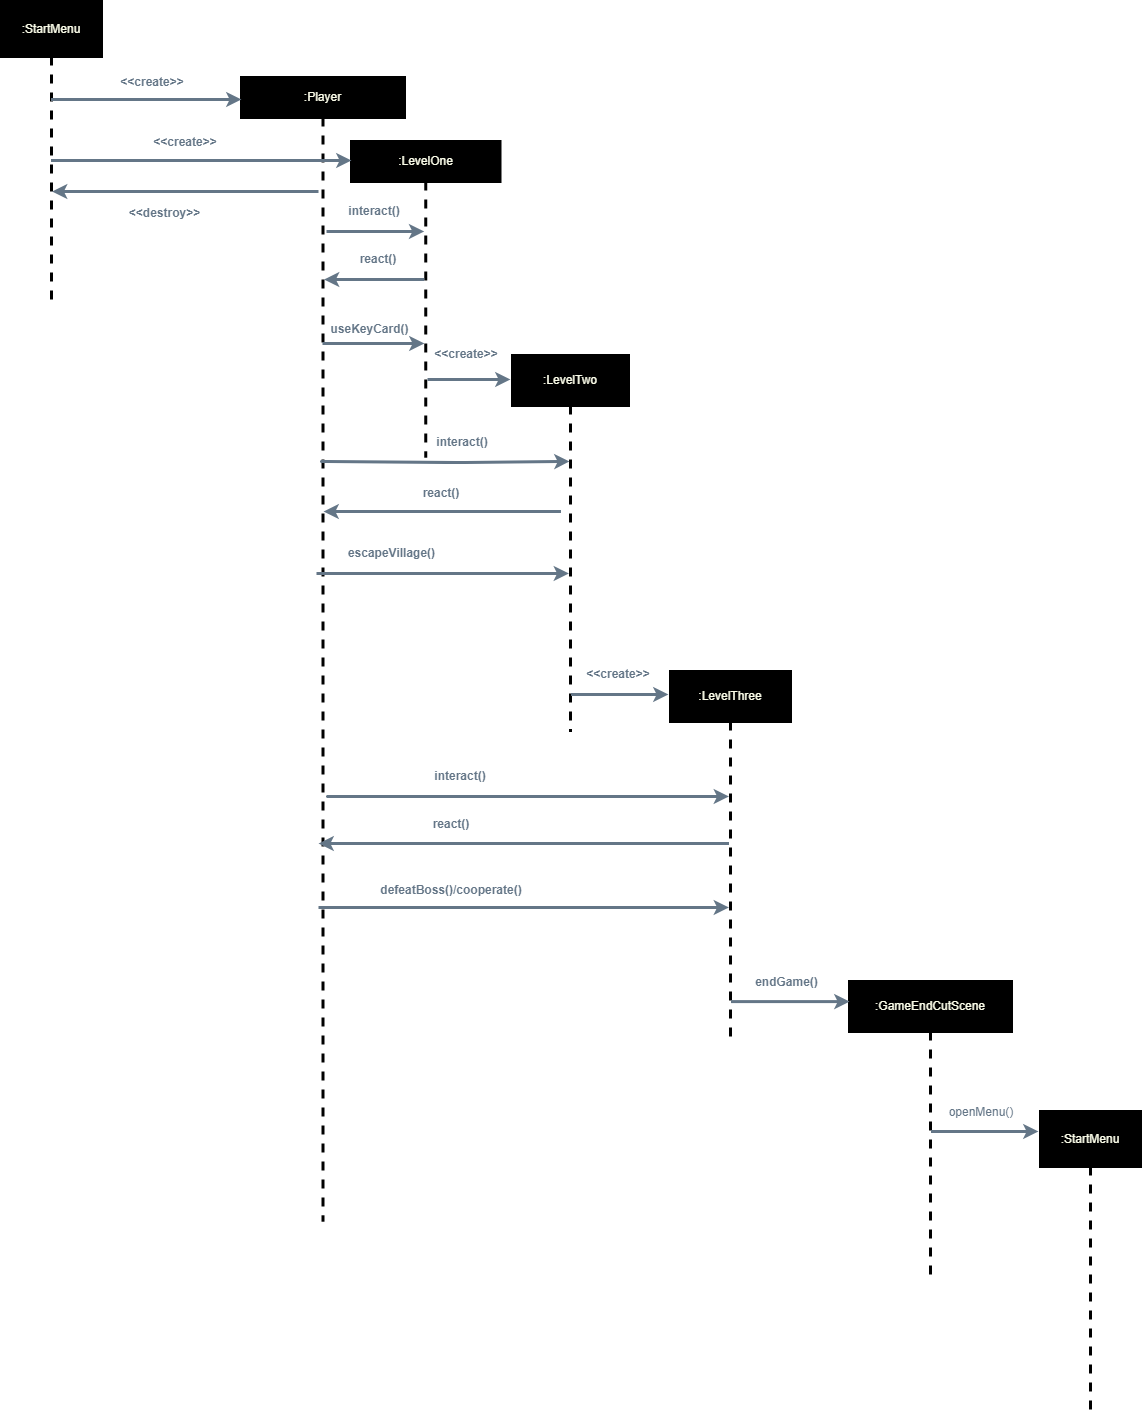 :StartMenu
<<create>>
:Player
<<create>>
:LevelOne
<<destroy>>
interact()
react()
useKeyCard()
<<create>>
:LevelTwo
interact()
react()
escapeVillage()
<<create>>
:LevelThree
interact()
react()
defeatBoss()/cooperate()
endGame()
:GameEndCutScene
openMenu()
:StartMenu